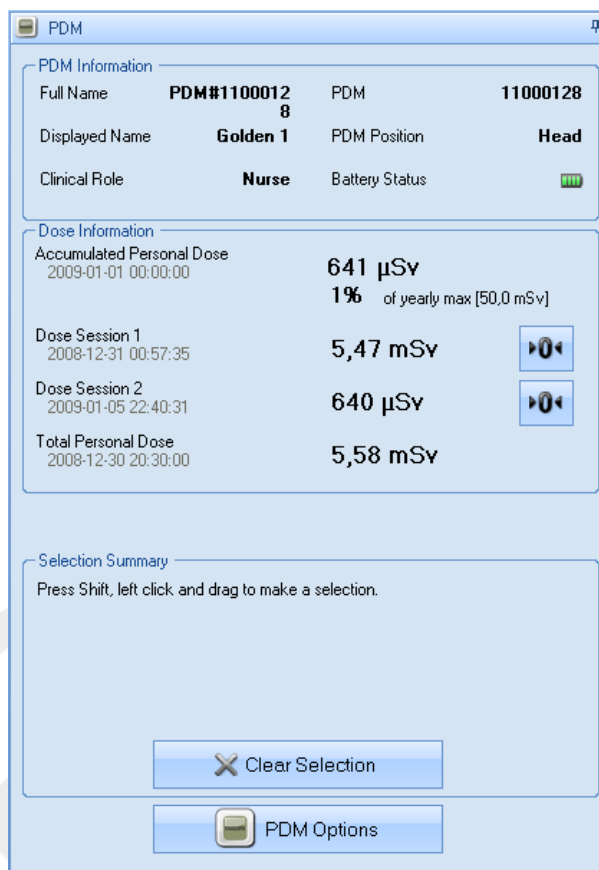 PDM
PDM Information
Full Name PDM#1100012 PDM 11000128
8
Displayed Name Golden 1 PDM Position Head
Clinical Role Nurse Battery Status
Dose Information
Accumulated Personal Dose
2009-01-01 00:00:00 641 µSv
1% of yearly max [50,0 mSv]
Dose Session 1
2008-12-31 00:57:35 5,47 mSv 0
Dose Session 2
2009-01-05 22:40:31 640 µSv 0
Total Personal Dose
2008-12-30 20:30:00 5,58 mSv
Selection Summary
Press Shift, left click and drag to make a selection.
Clear Selection
PDM Options